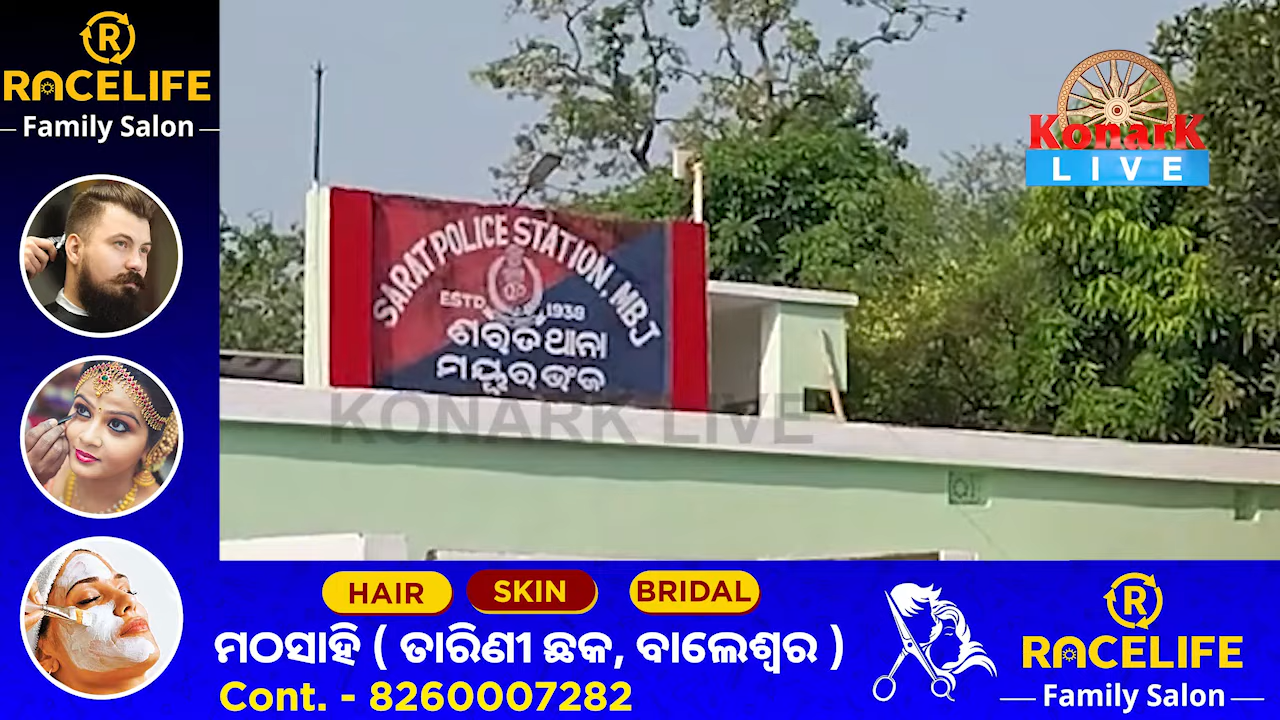 R
RACELIFE
Family Salon
KonarK
LIVE
SARAT POLICE STATION, MBJ
ESTD 1938
ଶରତ ଥାନା
ମୟୂରଭଂଜ
KONARK LIVE
HAIR SKIN BRIDAL
ମଠସାହି ( ତାରିଣୀ ଛକ, ବାଲେଶ୍ୱର )
Cont. - 8260007282
R
RACELIFE
Family Salon